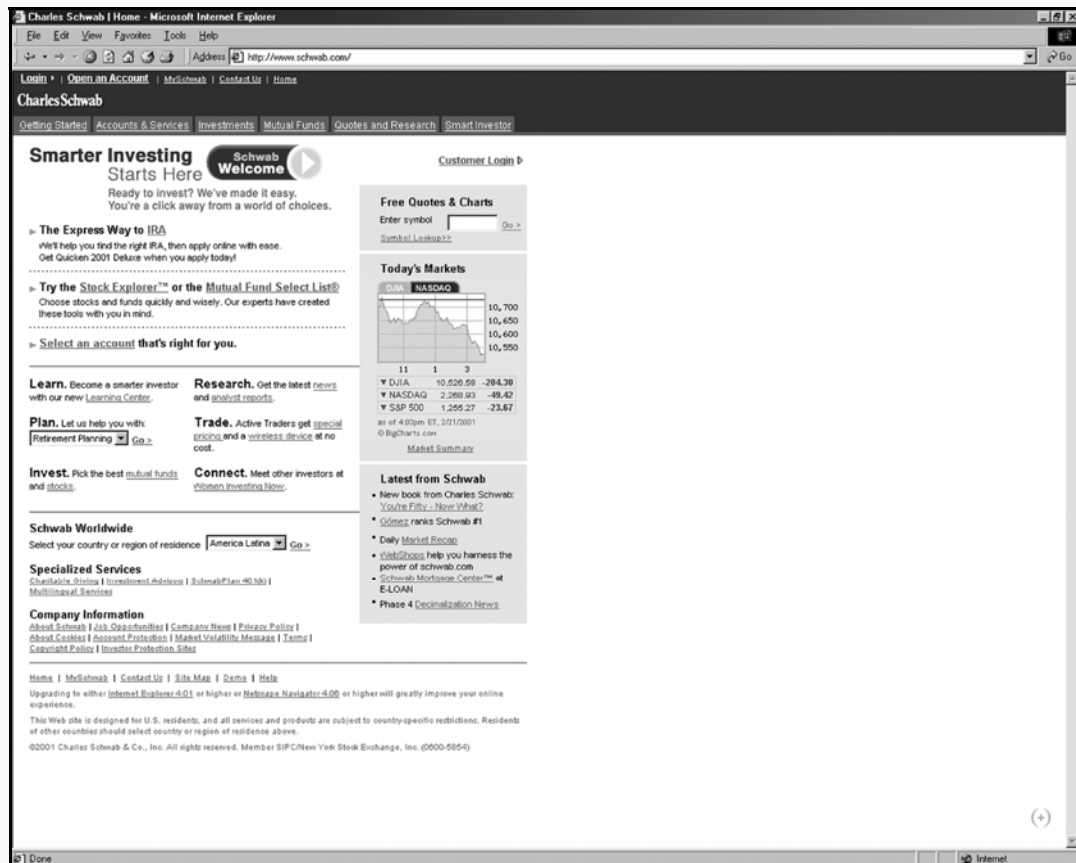 Charles Schwab | Home - Microsoft Internet Explorer
File Edit View Favorites Tools Help
Address http://www.schwab.com/ Go
Login | Open an Account | MySchwab | Contact Us | Home
Charles Schwab
Getting Started Accounts & Services Investments Mutual Funds Quotes and Research Smart Investor
Smarter Investing
Starts Here
Schwab
Welcome
Ready to invest? We've made it easy.
You're a click away from a world of choices.
Customer Login
The Express Way to IRA
We'll help you find the right IRA, then apply online with ease.
Get Quicken 2001 Deluxe when you apply today!
Try the Stock Explorer™ or the Mutual Fund Select List®
Choose stocks and funds quickly and wisely. Our experts have created
these tools with you in mind.
Select an account that's right for you.
Learn. Become a smarter investor
with our new Learning Center.
Research. Get the latest news
and analyst reports.
Plan. Let us help you with:
Retirement Planning Go >
Trade. Active Traders get special
pricing and a wireless device at no
cost.
Invest. Pick the best mutual funds
and stocks.
Connect. Meet other investors at
Women Investing Now.
Schwab Worldwide
Select your country or region of residence America Latina Go >
Specialized Services
Charitable Giving | Investment Advisors | SchwabPlan 401(k) |
Multilingual Services
Company Information
About Schwab | Job Opportunities | Company News | Privacy Policy |
About Cookies | Account Protection | Market Volatility Message | Terms |
Copyright Policy | Investor Protection Sites
Free Quotes & Charts
Enter symbol Go >
Symbol Lookup>>
Today's Markets
DJIA NASDAQ
10,700
10,650
10,600
10,550
11 1 3
▼ DJIA 10,526.58 -204.30
▼ NASDAQ 2,268.93 -49.42
▼ S&P 500 1,255.27 -23.67
as of 4:03pm ET, 2/21/2001
© BigCharts.com
Market Summary
Latest from Schwab
• New book from Charles Schwab:
You're Fifty - Now What?
• Gómez ranks Schwab #1
• Daily Market Recap
• WebShops help you harness the
power of schwab.com
• Schwab Mortgage Center™ at
E-LOAN
• Phase 4 Decimalization News
Home | MySchwab | Contact Us | Site Map | Demo | Help
Upgrading to either Internet Explorer 4.01 or higher or Netscape Navigator 4.06 or higher will greatly improve your online
experience.
This Web site is designed for U.S. residents, and all services and products are subject to country-specific restrictions. Residents
of other countries should select country or region of residence above.
©2001 Charles Schwab & Co., Inc. All rights reserved. Member SIPC/New York Stock Exchange, Inc. (0600-5854)
(+)
Done Internet